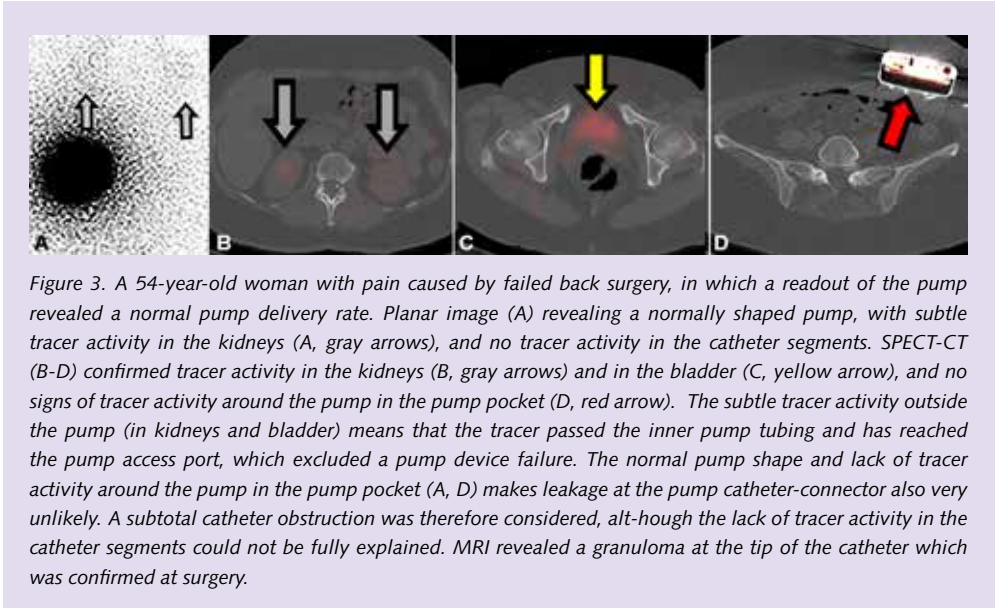 A B C D
Figure 3. A 54-year-old woman with pain caused by failed back surgery, in which a readout of the pump
revealed a normal pump delivery rate. Planar image (A) revealing a normally shaped pump, with subtle
tracer activity in the kidneys (A, gray arrows), and no tracer activity in the catheter segments. SPECT-CT
(B-D) confirmed tracer activity in the kidneys (B, gray arrows) and in the bladder (C, yellow arrow), and no
signs of tracer activity around the pump in the pump pocket (D, red arrow). The subtle tracer activity outside
the pump (in kidneys and bladder) means that the tracer passed the inner pump tubing and has reached
the pump access port, which excluded a pump device failure. The normal pump shape and lack of tracer
activity around the pump in the pump pocket (A, D) makes leakage at the pump catheter-connector also very
unlikely. A subtotal catheter obstruction was therefore considered, alt-hough the lack of tracer activity in the
catheter segments could not be fully explained. MRI revealed a granuloma at the tip of the catheter which
was confirmed at surgery.